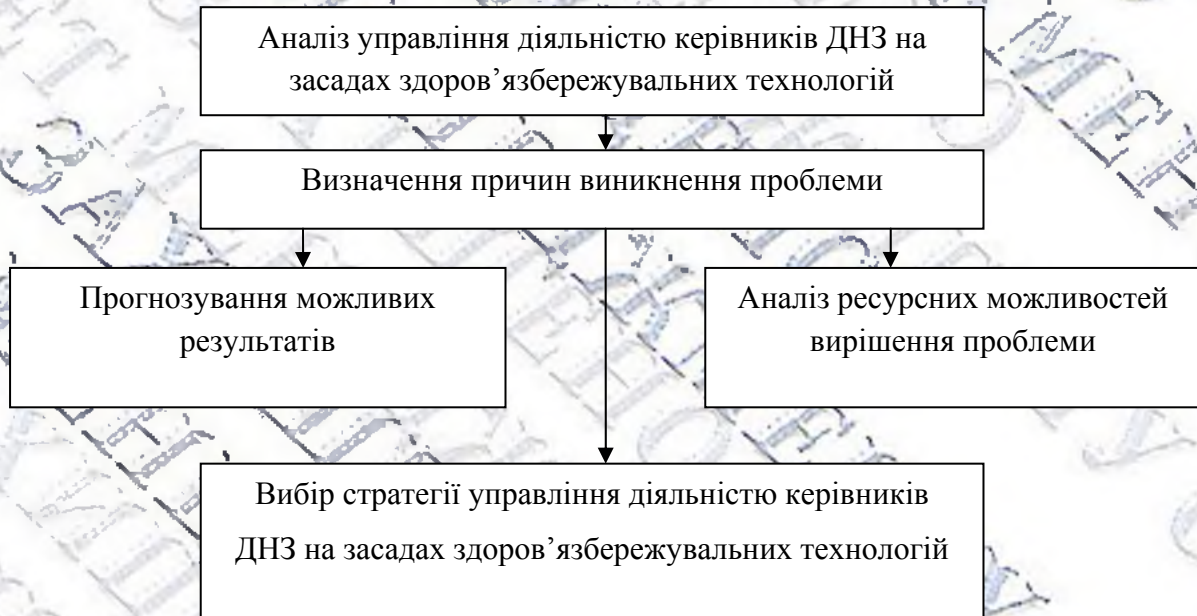 Аналіз управління діяльністю керівників ДНЗ на
засадах здоров’язбережувальних технологій
Визначення причин виникнення проблеми
Прогнозування можливих
результатів
Аналіз ресурсних можливостей
вирішення проблеми
Вибір стратегії управління діяльністю керівників
ДНЗ на засадах здоров’язбережувальних технологій